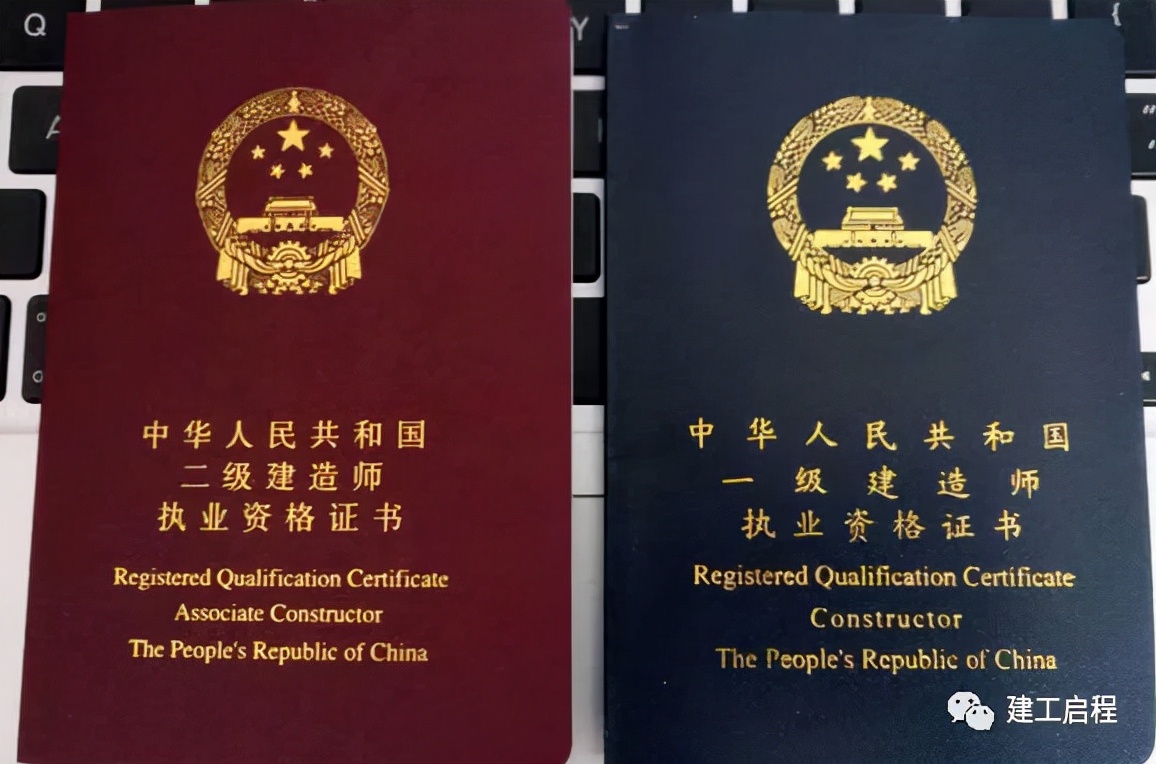 Q
Y
{
A
中华人民共和国
二级建造师
执业资格证书
Registered Qualification Certificate
Associate Constructor
The People's Republic of China
中华人民共和国
一级建造师
执业资格证书
Registered Qualification Certificate
Constructor
The People's Republic of China
建工启程